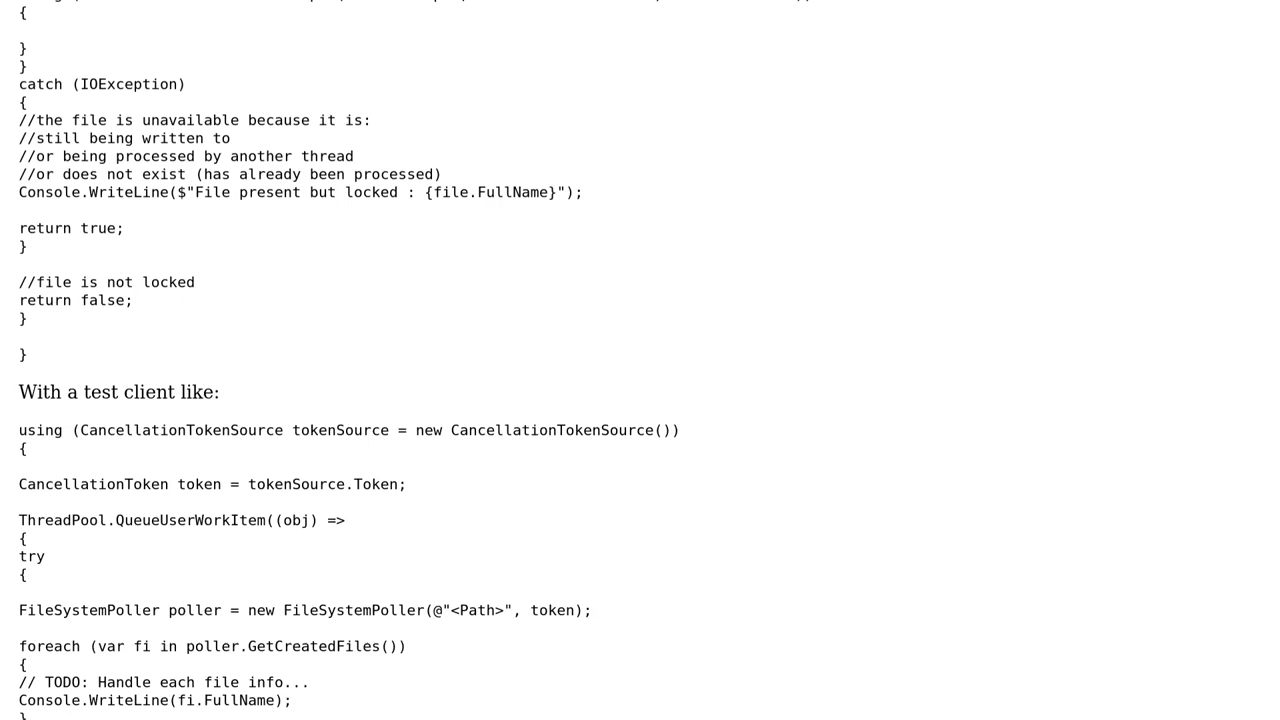 {
}
}
catch (IOException)
{
//the file is unavailable because it is:
//still being written to
//or being processed by another thread
//or does not exist (has already been processed)
Console.WriteLine($"File present but locked : {file.FullName}");
return true;
}
//file is not locked
return false;
}
}
With a test client like:
using (CancellationTokenSource tokenSource = new CancellationTokenSource())
{
CancellationToken token = tokenSource.Token;
ThreadPool.QueueUserWorkItem((obj) =>
{
try
{
FileSystemPoller poller = new FileSystemPoller(@"<Path>", token);
foreach (var fi in poller.GetCreatedFiles())
{
// TODO: Handle each file info...
Console.WriteLine(fi.FullName);
}